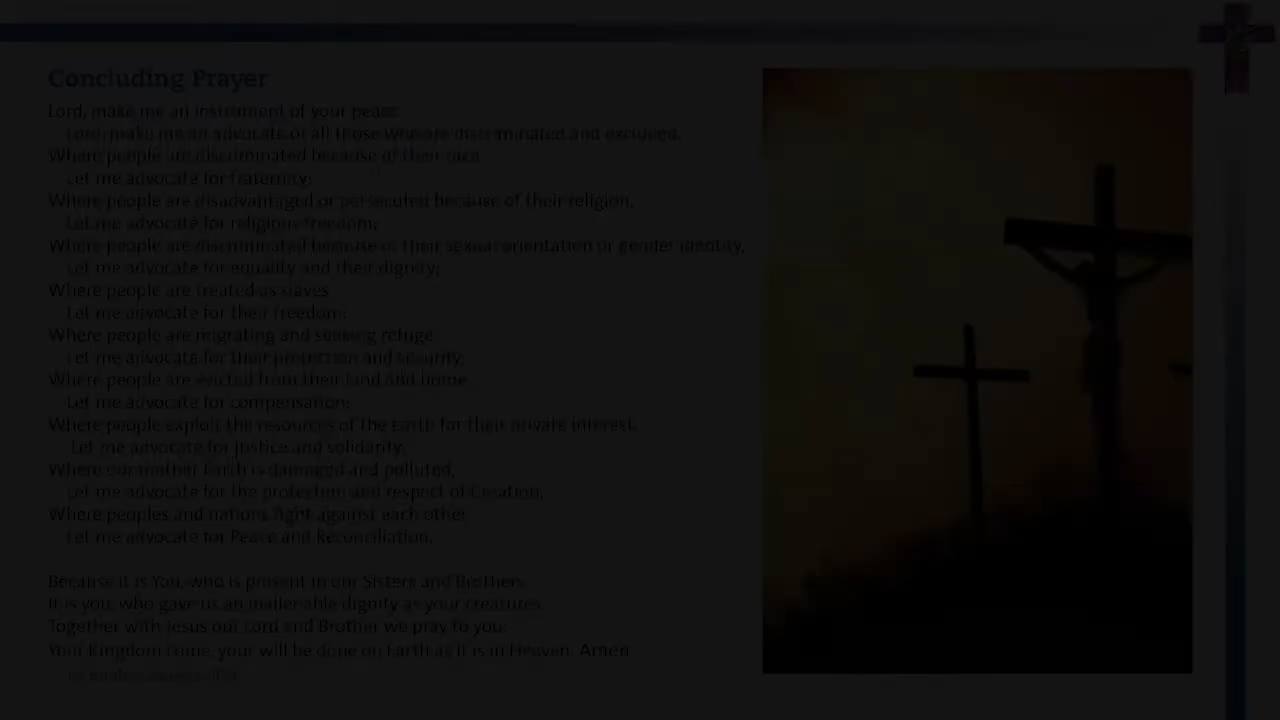 Concluding Prayer
Lord, make me an instrument of your peace
Lord, make me an advocate of all those who are discriminated and excluded.
Where people are discriminated because of their race
Let me advocate for fraternity;
Where people are disadvantaged or persecuted because of their religion,
Let me advocate for religious freedom;
Where people are discriminated because of their sexual orientation or gender identity,
Let me advocate for equality and their dignity;
Where people are treated as slaves
Let me advocate for their freedom;
Where people are migrating and seeking refuge
Let me advocate for their protection and security;
Where people are evicted from their land and home
Let me advocate for compensation;
Where people exploit the resources of the Earth for their private interest,
Let me advocate for justice and solidarity;
Where our mother Earth is damaged and polluted,
Let me advocate for the protection and respect of Creation,
Where peoples and nations fight against each other
Let me advocate for Peace and Reconciliation.
Because it is You, who is present in our Sisters and Brothers
It is you, who gave us an inalienable dignity as your creatures
Together with Jesus our Lord and Brother we pray to you:
Your Kingdom come, your will be done on Earth as it is in Heaven. Amen